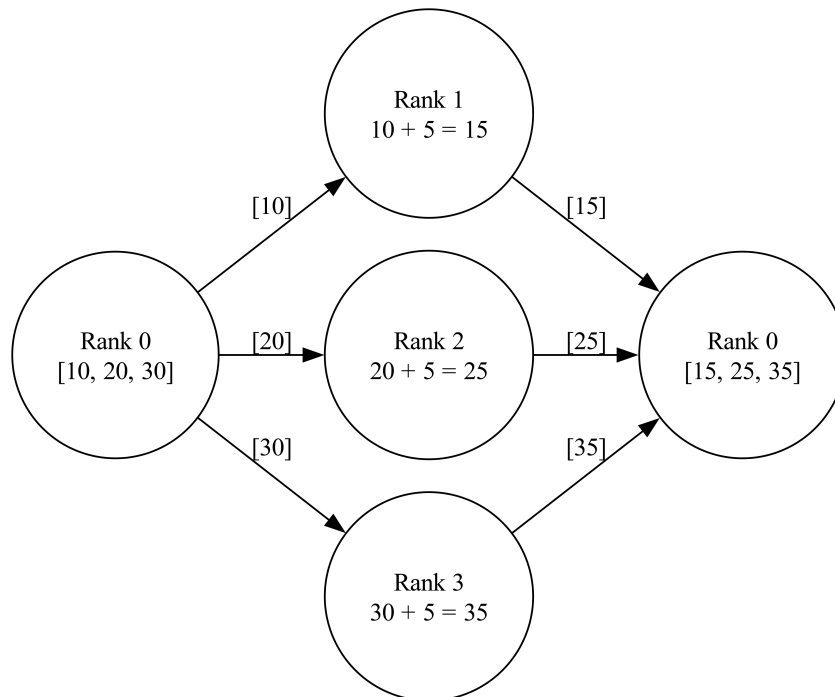 Rank 1
10 + 5 = 15
[10]
[15]
Rank 0
[10, 20, 30]
[20]
Rank 2
20 + 5 = 25
[25]
Rank 0
[15, 25, 35]
[30]
[35]
Rank 3
30 + 5 = 35